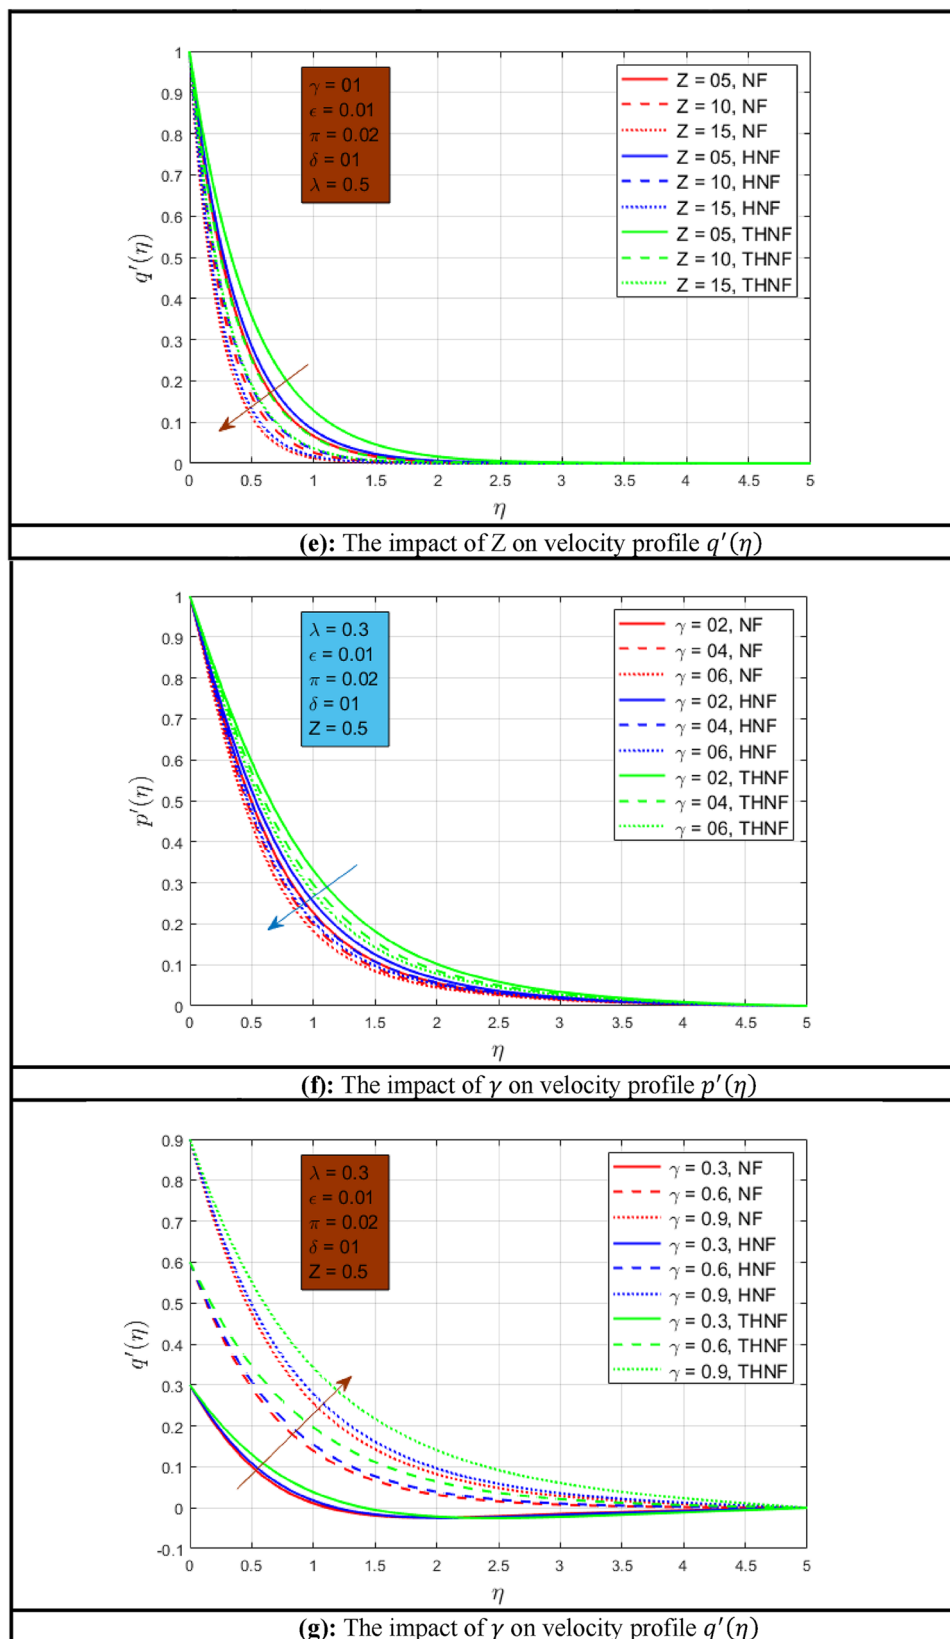 1
0.9
0.8
0.7
0.6
0.5
0.4
0.3
0.2
0.1
0
q′(η)
γ = 01
ϵ = 0.01
π = 0.02
δ = 01
λ = 0.5
Z = 05, NF
Z = 10, NF
Z = 15, NF
Z = 05, HNF
Z = 10, HNF
Z = 15, HNF
Z = 05, THNF
Z = 10, THNF
Z = 15, THNF
0 0.5 1 1.5 2 2.5 3 3.5 4 4.5 5
η
(e): The impact of Z on velocity profile q′(η)
1
0.9
0.8
0.7
0.6
0.5
0.4
0.3
0.2
0.1
0
p′(η)
λ = 0.3
ϵ = 0.01
π = 0.02
δ = 01
Z = 0.5
γ = 02, NF
γ = 04, NF
γ = 06, NF
γ = 02, HNF
γ = 04, HNF
γ = 06, HNF
γ = 02, THNF
γ = 04, THNF
γ = 06, THNF
0 0.5 1 1.5 2 2.5 3 3.5 4 4.5 5
η
(f): The impact of γ on velocity profile p′(η)
0.9
0.8
0.7
0.6
0.5
0.4
0.3
0.2
0.1
0
-0.1
q′(η)
λ = 0.3
ϵ = 0.01
π = 0.02
δ = 01
Z = 0.5
γ = 0.3, NF
γ = 0.6, NF
γ = 0.9, NF
γ = 0.3, HNF
γ = 0.6, HNF
γ = 0.9, HNF
γ = 0.3, THNF
γ = 0.6, THNF
γ = 0.9, THNF
0 0.5 1 1.5 2 2.5 3 3.5 4 4.5 5
η
(g): The impact of γ on velocity profile q′(η)